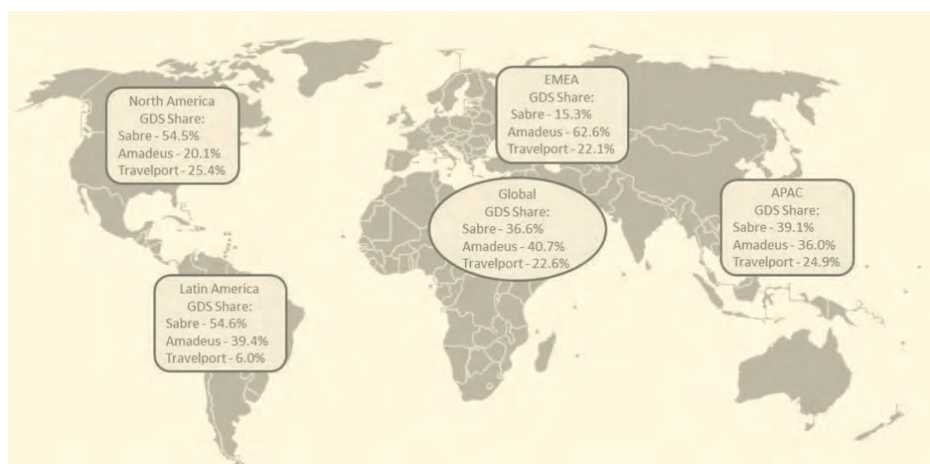 North America
GDS Share:
Sabre - 54.5%
Amadeus - 20.1%
Travelport - 25.4%
EMEA
GDS Share:
Sabre - 15.3%
Amadeus - 62.6%
Travelport - 22.1%
Global
GDS Share:
Sabre - 36.6%
Amadeus - 40.7%
Travelport - 22.6%
APAC
GDS Share:
Sabre - 39.1%
Amadeus - 36.0%
Travelport - 24.9%
Latin America
GDS Share:
Sabre - 54.6%
Amadeus - 39.4%
Travelport - 6.0%